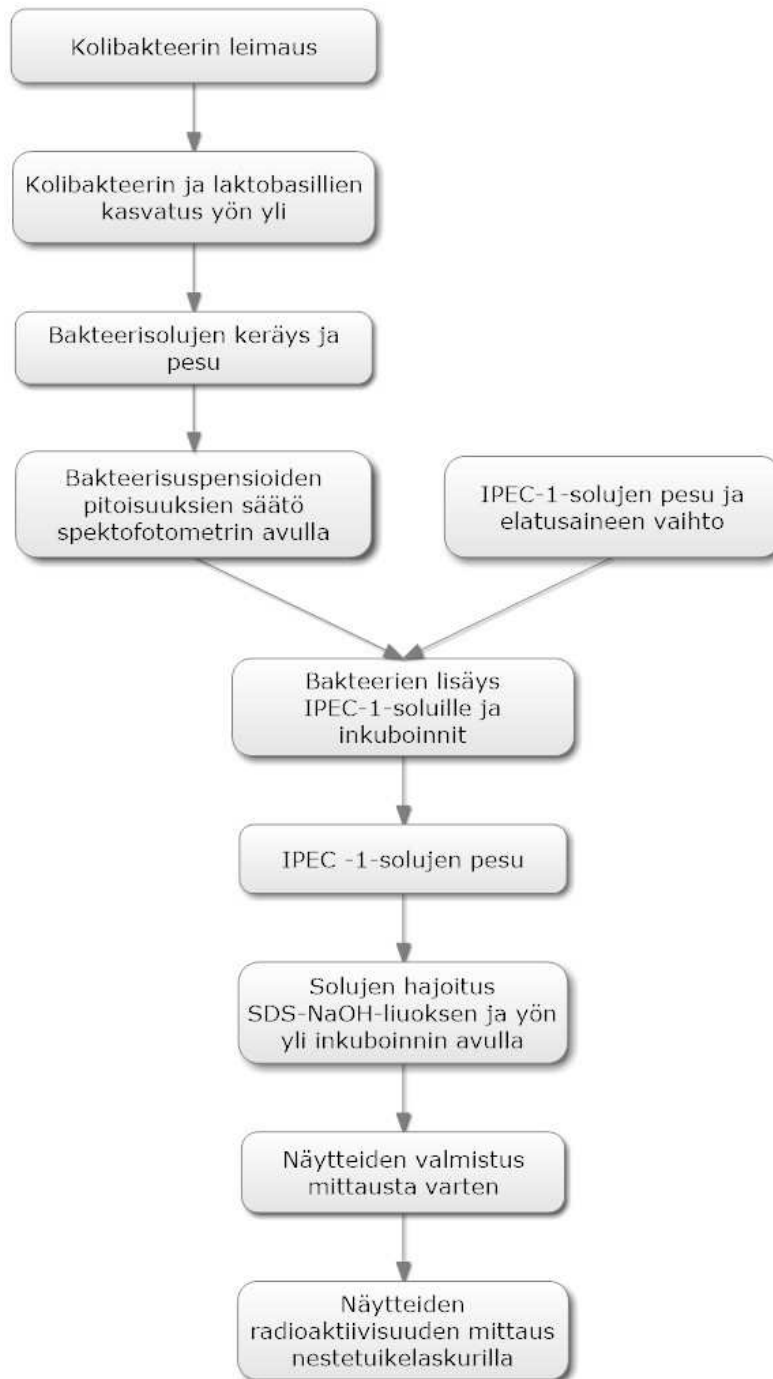 Kolibakteerin leimaus
Kolibakteerin ja laktobasillien
kasvatus yön yli
Bakteerisolujen keräys ja
pesu
Bakteerisuspensioiden
pitoisuuksien säätö
spektofotometrin avulla
IPEC-1-solujen pesu ja
elatusaineen vaihto
Bakteerien lisäys
IPEC-1-soluille ja
inkuboinnit
IPEC -1-solujen pesu
Solujen hajoitus
SDS-NaOH-liuoksen ja yön
yli inkuboinnin avulla
Näytteiden valmistus
mittausta varten
Näytteiden
radioaktiivisuuden mittaus
nestetuikelaskurilla